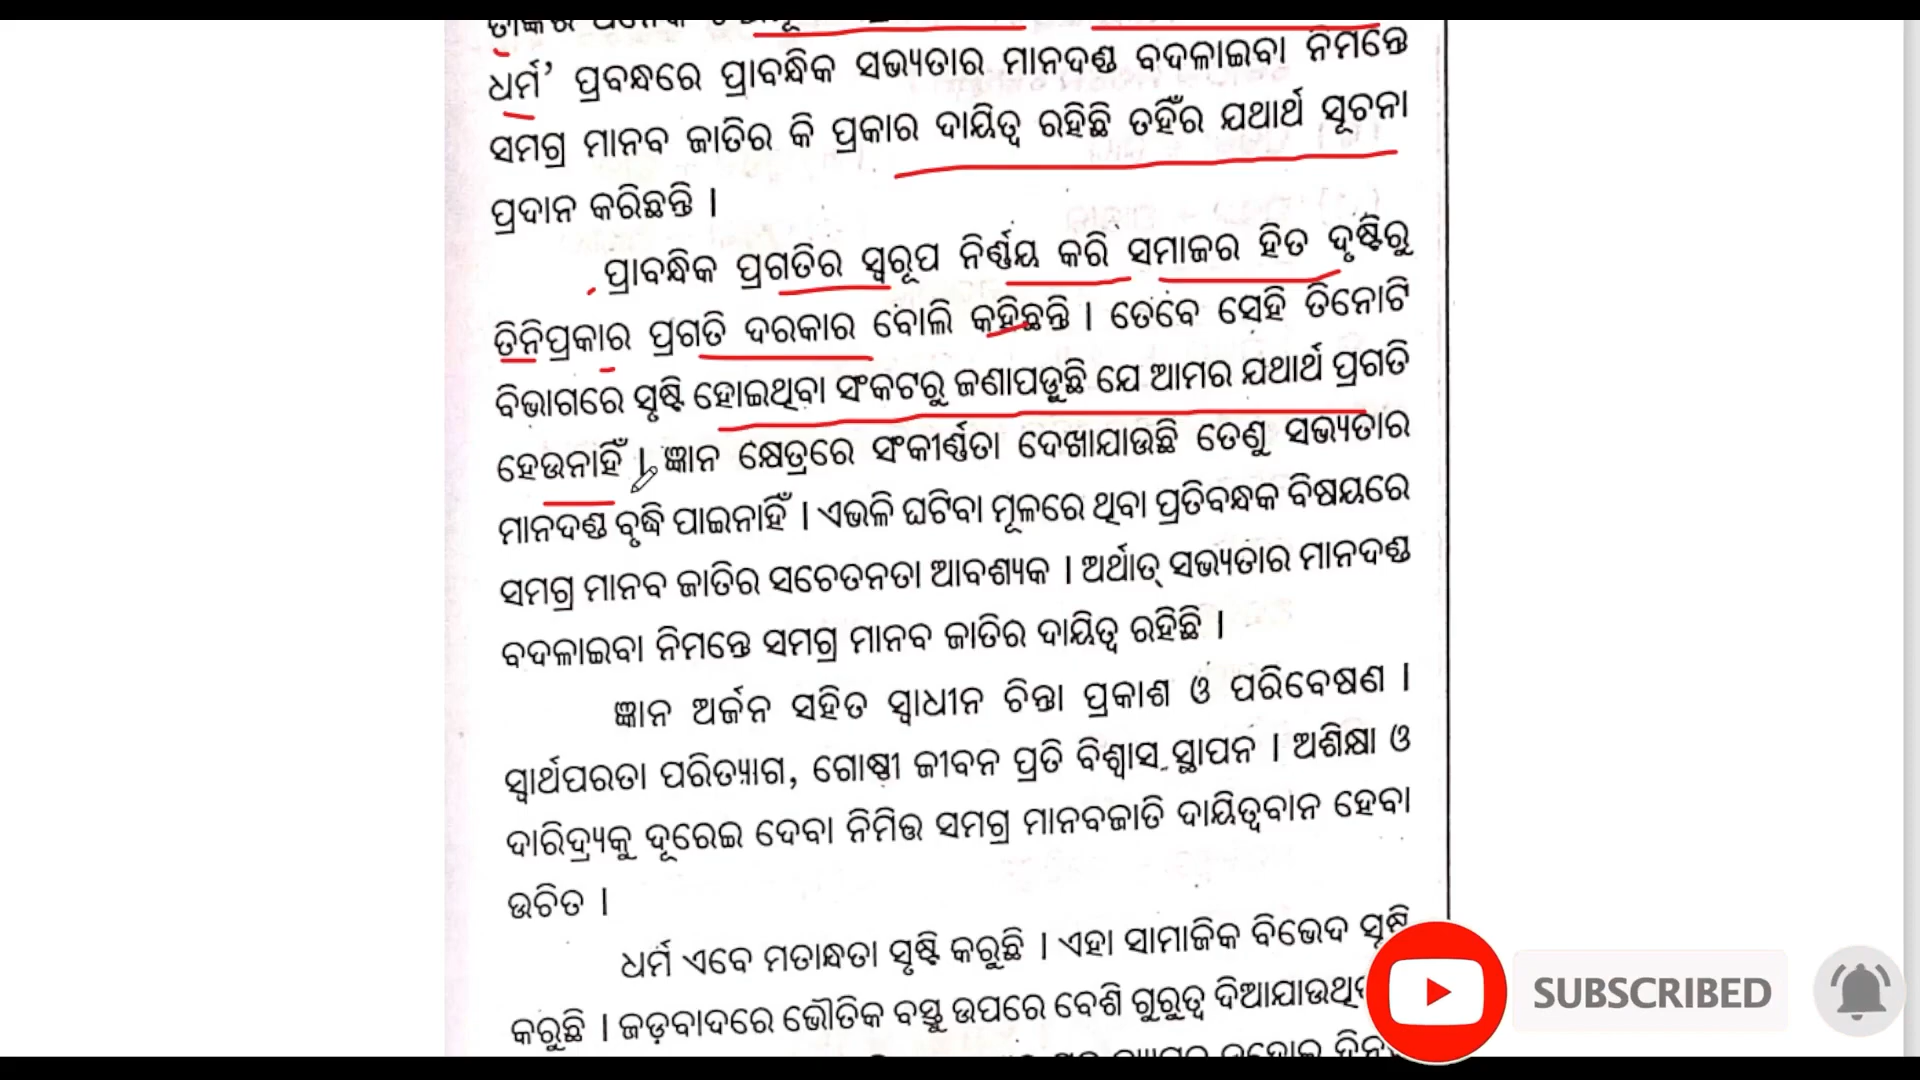 ଧର୍ମ’ ପ୍ରବନ୍ଧରେ ପ୍ରାବନ୍ଧିକ ସଭ୍ୟତାର ମାନଦଣ୍ଡ ବଦଳାଇବା ନିମନ୍ତେ
ସମଗ୍ର ମାନବ ଜାତିର କି ପ୍ରକାର ଦାୟିତ୍ୱ ରହିଛି ତହିଁର ଯଥାର୍ଥ ସୂଚନା
ପ୍ରଦାନ କରିଛନ୍ତି ।
ପ୍ରାବନ୍ଧିକ ପ୍ରଗତିର ସ୍ୱରୂପ ନିର୍ଣ୍ଣୟ କରି ସମାଜର ହିତ ଦୃଷ୍ଟିରୁ
ତିନିପ୍ରକାର ପ୍ରଗତି ଦରକାର ବୋଲି କହିଛନ୍ତି । ତେବେ ସେହି ତିନୋଟି
ବିଭାଗରେ ସୃଷ୍ଟି ହୋଇଥିବା ସଂକଟରୁ ଜଣାପଡୁଛି ଯେ ଆମର ଯଥାର୍ଥ ପ୍ରଗତି
ହେଉନାହିଁ । ଜ୍ଞାନ କ୍ଷେତ୍ରରେ ସଂକୀର୍ଣ୍ଣତା ଦେଖାଯାଉଛି ତେଣୁ ସଭ୍ୟତାର
ମାନଦଣ୍ଡ ବୃଦ୍ଧି ପାଇନାହିଁ । ଏଭଳି ଘଟିବା ମୂଳରେ ଥିବା ପ୍ରତିବନ୍ଧକ ବିଷୟରେ
ସମଗ୍ର ମାନବ ଜାତିର ସଚେତନତା ଆବଶ୍ୟକ । ଅର୍ଥାତ୍ ସଭ୍ୟତାର ମାନଦଣ୍ଡ
ବଦଳାଇବା ନିମନ୍ତେ ସମଗ୍ର ମାନବ ଜାତିର ଦାୟିତ୍ୱ ରହିଛି ।
ଜ୍ଞାନ ଅର୍ଜନ ସହିତ ସ୍ୱାଧୀନ ଚିନ୍ତା ପ୍ରକାଶ ଓ ପରିବେଷଣ ।
ସ୍ୱାର୍ଥପରତା ପରିତ୍ୟାଗ, ଗୋଷ୍ଠୀ ଜୀବନ ପ୍ରତି ବିଶ୍ୱାସ ସ୍ଥାପନ । ଅଶିକ୍ଷା ଓ
ଦାରିଦ୍ର୍ୟକୁ ଦୂରେଇ ଦେବା ନିମିତ୍ତ ସମଗ୍ର ମାନବଜାତି ଦାୟିତ୍ୱବାନ ହେବା
ଉଚିତ ।
ଧର୍ମ ଏବେ ମତାନ୍ଧତା ସୃଷ୍ଟି କରୁଛି । ଏହା ସାମାଜିକ ବିଭେଦ ସୃଷ୍ଟି
କରୁଛି । ଜଡ଼ବାଦରେ ଭୌତିକ ବସ୍ତୁ ଉପରେ ବେଶି ଗୁରୁତ୍ୱ
SUBSCRIBED